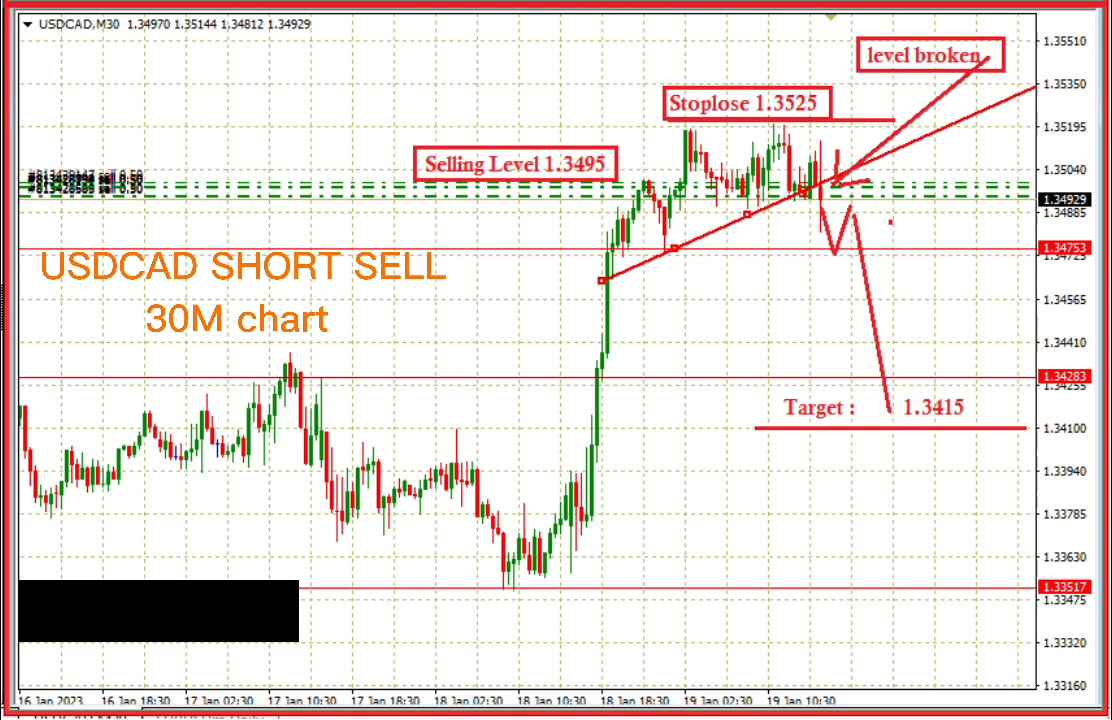 USDCAD,M30 1.34970 1.35144 1.34812 1.34929
1.35510
level broken
1.35350
Stoplose 1.3525
1.35195
Selling Level 1.3495
1.35040
1.34929
1.34885
1.34753
USDCAD SHORT SELL
30M chart
1.34565
1.34410
1.34283
1.34255
Target : 1.3415
1.34100
1.33940
1.33785
1.33630
1.33517
1.33475
1.33320
1.33160
16 Jan 2023 16 Jan 18:30 17 Jan 02:30 17 Jan 10:30 17 Jan 18:30 18 Jan 02:30 18 Jan 10:30 18 Jan 18:30 19 Jan 02:30 19 Jan 10:30